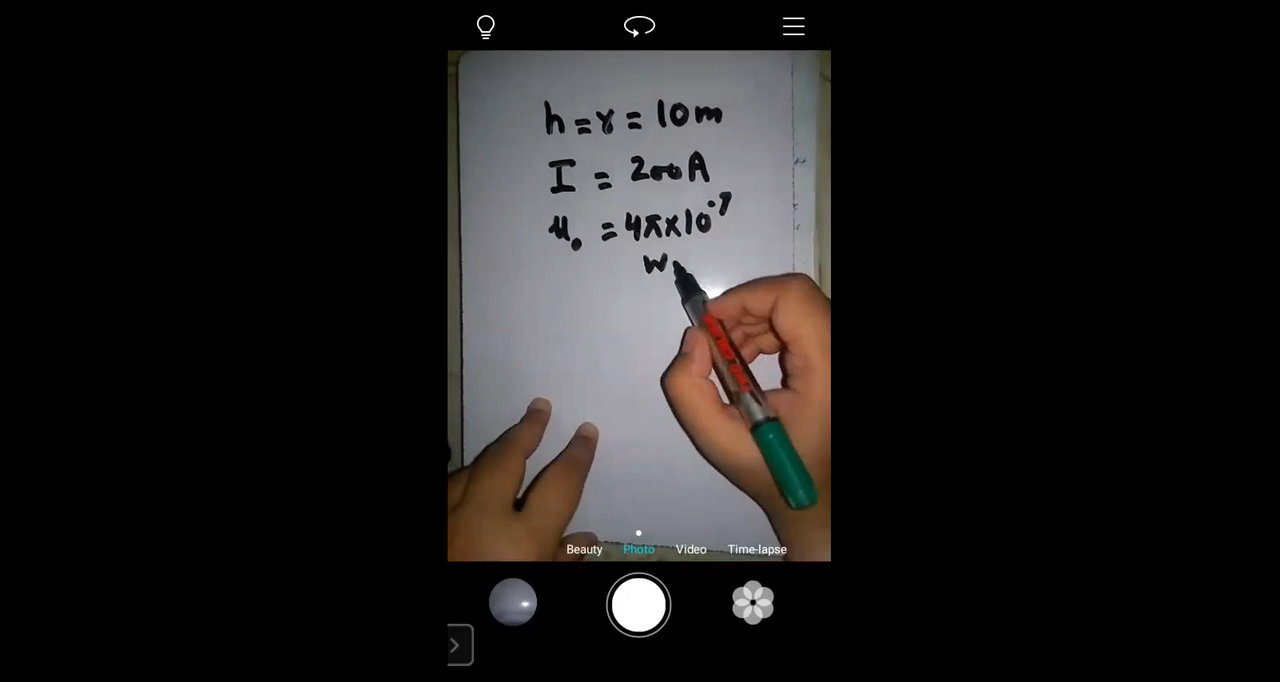 h = r = 10m
I = 200A
μ₀ = 4π×10⁻⁷
W
Beauty Photo Video Time-lapse